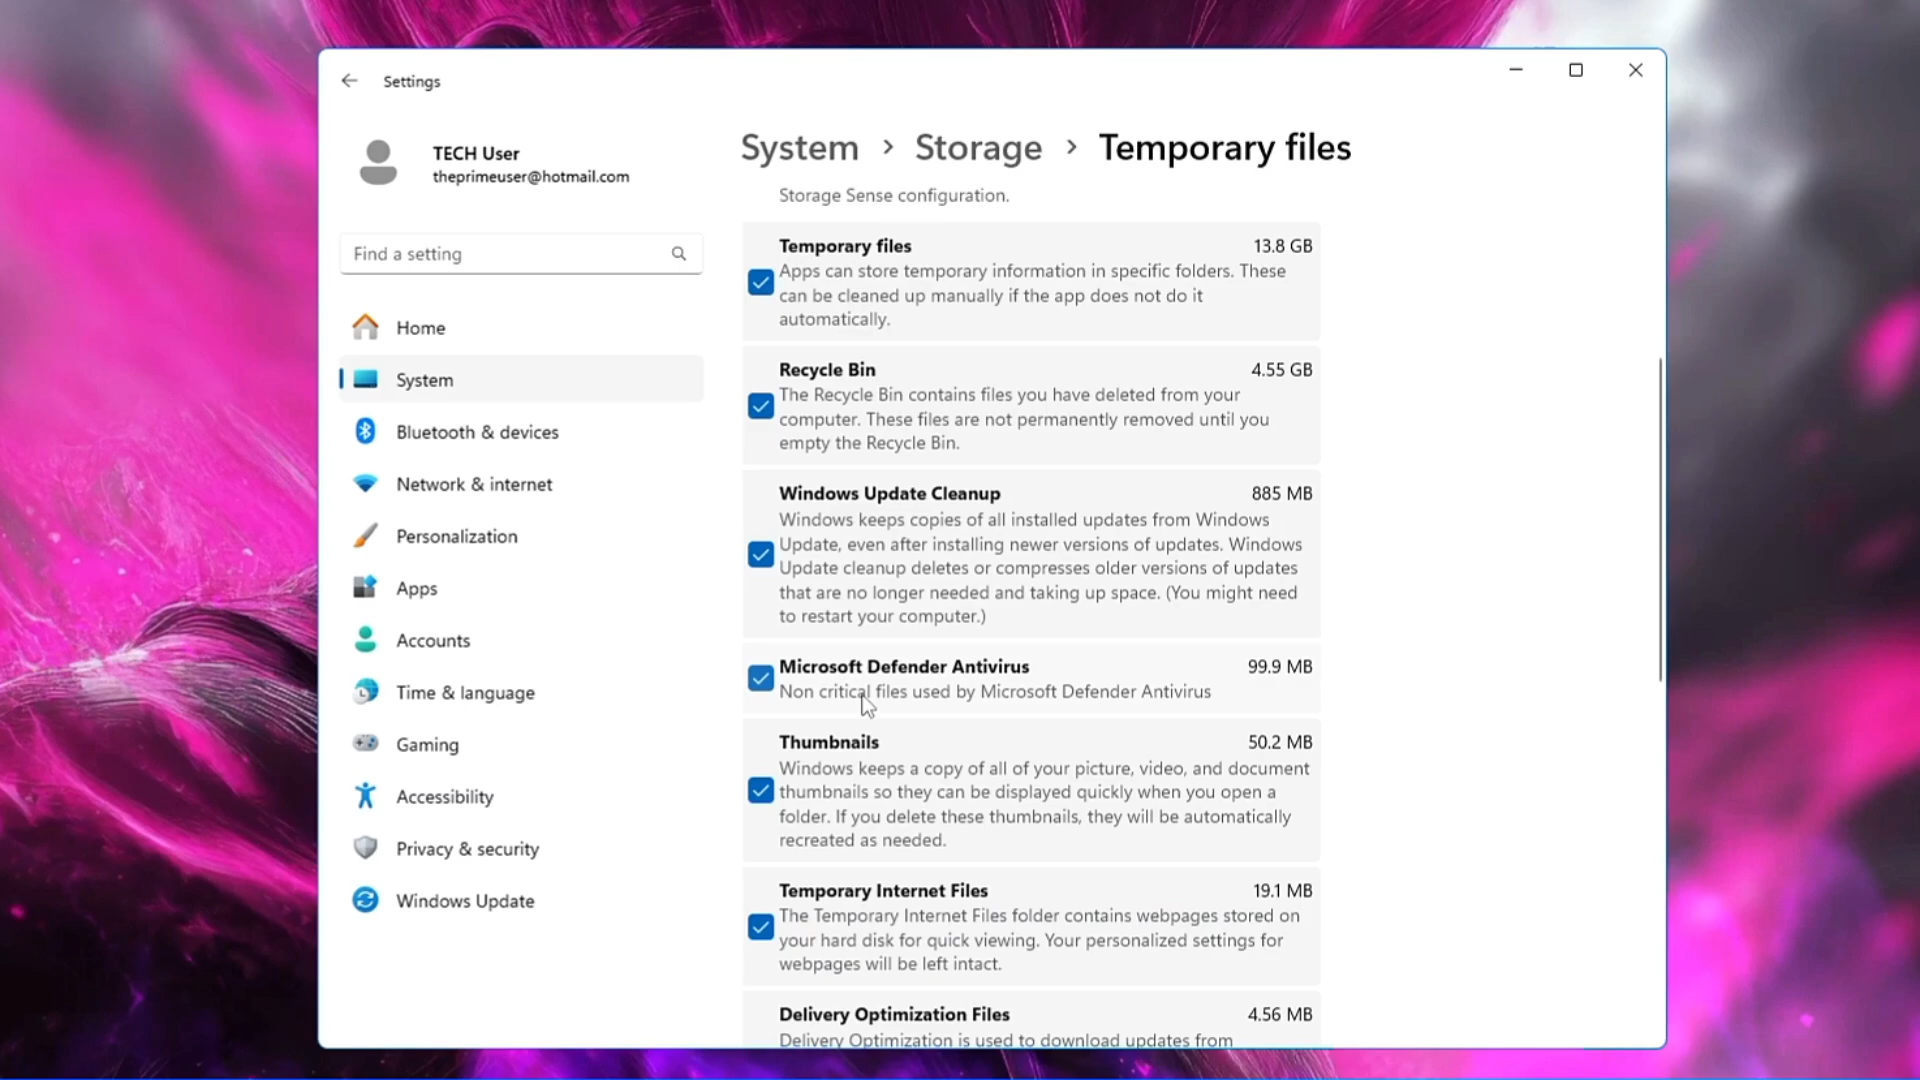 Settings
TECH User
theprimeuser@hotmail.com
Find a setting
Home
System
Bluetooth & devices
Network & internet
Personalization
Apps
Accounts
Time & language
Gaming
Accessibility
Privacy & security
Windows Update
System > Storage > Temporary files
Storage Sense configuration.
Temporary files 13.8 GB
Apps can store temporary information in specific folders. These
can be cleaned up manually if the app does not do it
automatically.
Recycle Bin 4.55 GB
The Recycle Bin contains files you have deleted from your
computer. These files are not permanently removed until you
empty the Recycle Bin.
Windows Update Cleanup 885 MB
Windows keeps copies of all installed updates from Windows
Update, even after installing newer versions of updates. Windows
Update cleanup deletes or compresses older versions of updates
that are no longer needed and taking up space. (You might need
to restart your computer.)
Microsoft Defender Antivirus 99.9 MB
Non critical files used by Microsoft Defender Antivirus
Thumbnails 50.2 MB
Windows keeps a copy of all of your picture, video, and document
thumbnails so they can be displayed quickly when you open a
folder. If you delete these thumbnails, they will be automatically
recreated as needed.
Temporary Internet Files 19.1 MB
The Temporary Internet Files folder contains webpages stored on
your hard disk for quick viewing. Your personalized settings for
webpages will be left intact.
Delivery Optimization Files 4.56 MB
Delivery Optimization is used to download updates from